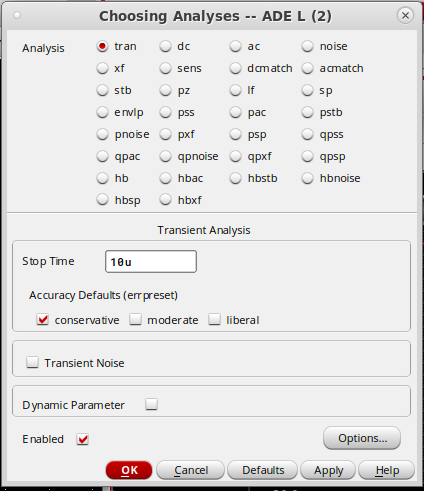 Choosing Analyses -- ADE L (2)
Analysis tran dc ac noise
xf sens dcmatch acmatch
stb pz lf sp
envlp pss pac pstb
pnoise pxf psp qpss
qpac qpnoise qpxf qpsp
hb hbac hbstb hbnoise
hbsp hbxf
Transient Analysis
Stop Time 10u
Accuracy Defaults (errpreset)
conservative moderate liberal
Transient Noise
Dynamic Parameter
Enabled Options...
OK Cancel Defaults Apply Help